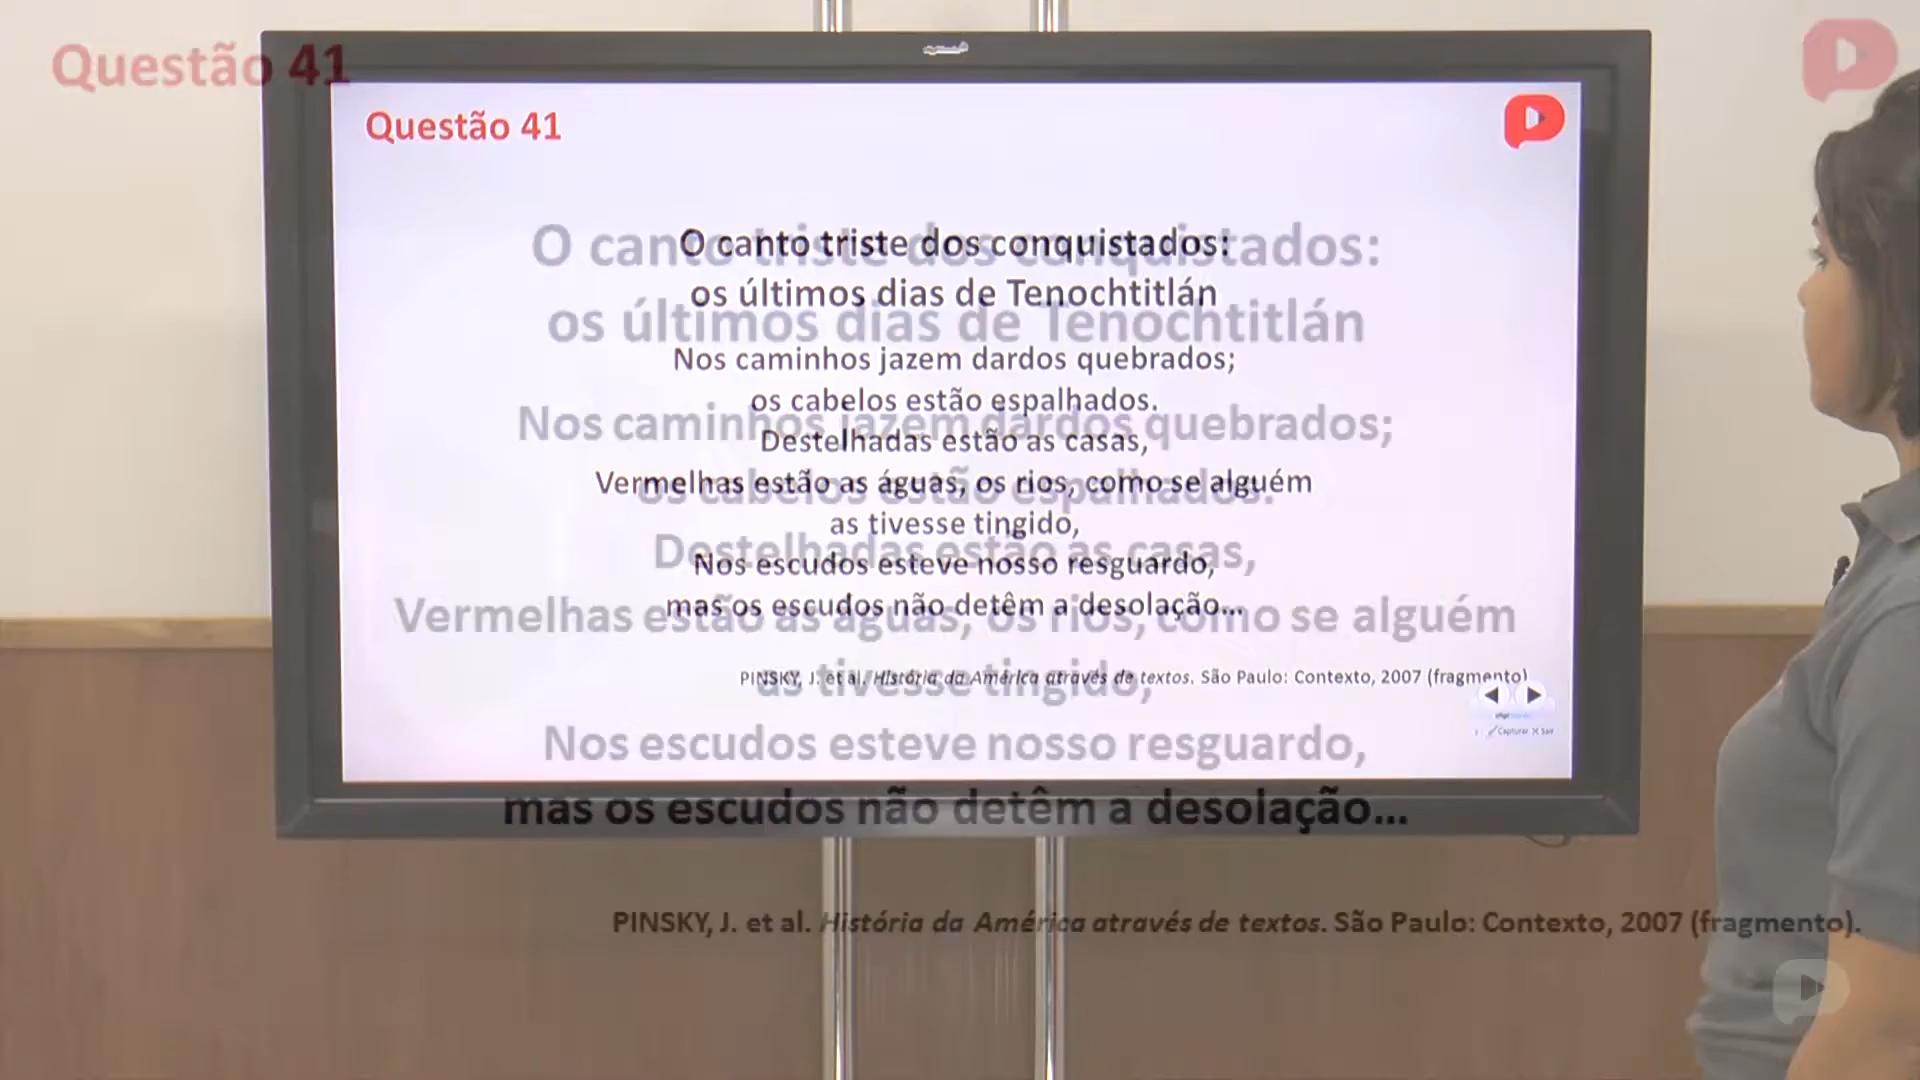 Questão 41
Questão 41
O canto triste dos conquistados:
os últimos dias de Tenochtitlán
Nos caminhos jazem dardos quebrados;
os cabelos estão espalhados.
Destelhadas estão as casas,
Vermelhas estão as águas, os rios, como se alguém
as tivesse tingido,
Nos escudos esteve nosso resguardo,
mas os escudos não detêm a desolação...
PINSKY, J. et al. História da América através de textos. São Paulo: Contexto, 2007 (fragmento)
Capturar Sair
O canto triste dos conquistados:
os últimos dias de Tenochtitlán
Nos caminhos jazem dardos quebrados;
os cabelos estão espalhados.
Destelhadas estão as casas,
Vermelhas estão as águas, os rios, como se alguém
as tivesse tingido,
Nos escudos esteve nosso resguardo,
mas os escudos não detêm a desolação...
PINSKY, J. et al. História da América através de textos. São Paulo: Contexto, 2007 (fragmento).